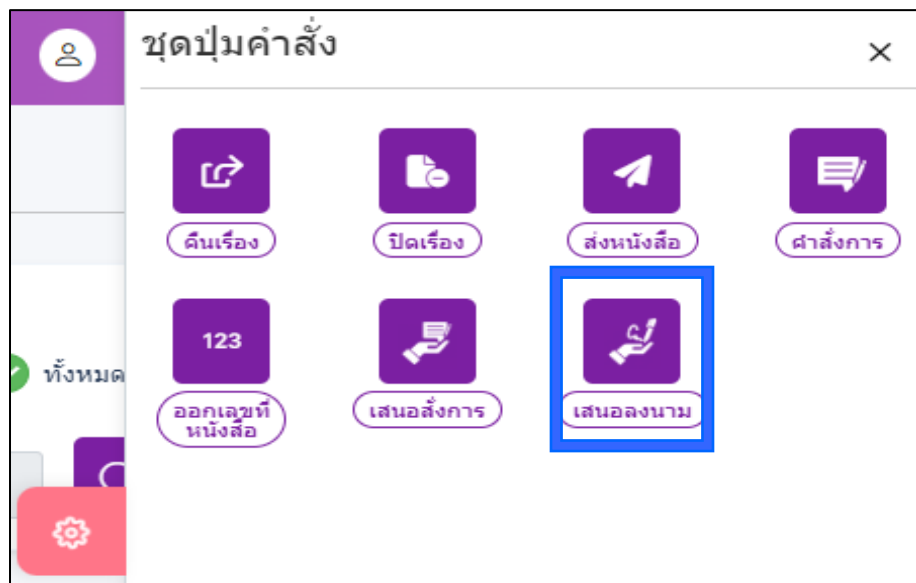 ชุดปุ่มคำสั่ง
คืนเรื่อง
ปิดเรื่อง
ส่งหนังสือ
คำสั่งการ
123
ทั้งหมด
ออกเลขที่
หนังสือ
เสนอสั่งการ
เสนอลงนาม